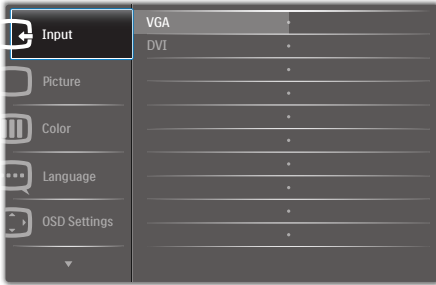 Input
Picture
Color
Language
OSD Settings
VGA
DVI